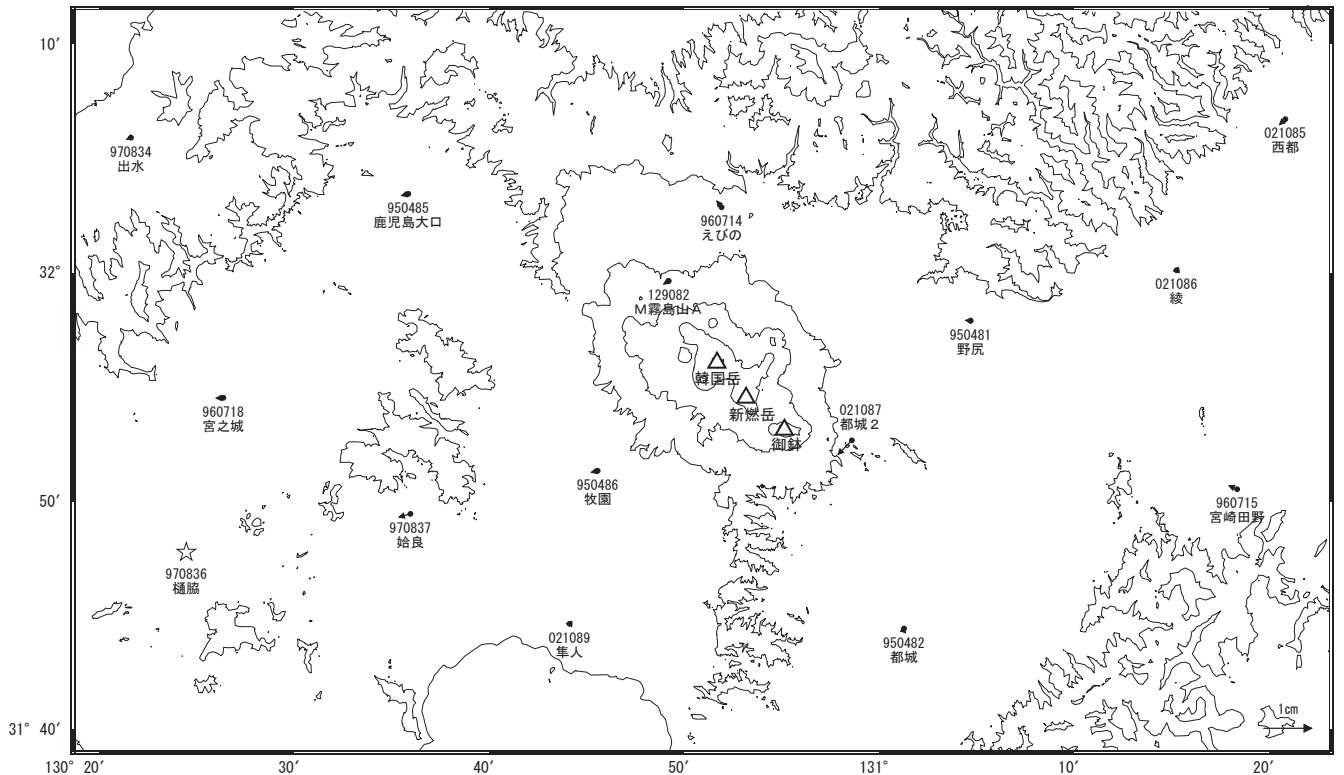 10′
970834
出水
021085
西都
950485
鹿児島大口
960714
えびの
32°
129082
M霧島山A
021086
綾
950481
野尻
韓国岳
960718
宮之城
新燃岳
021087
都城２
御鉢
950486
牧園
50′
960715
宮崎田野
970837
姶良
970836
樋脇
021089
隼人
950482
都城
1cm
31° 40′
130° 20′
30′
40′
50′
131°
10′
20′